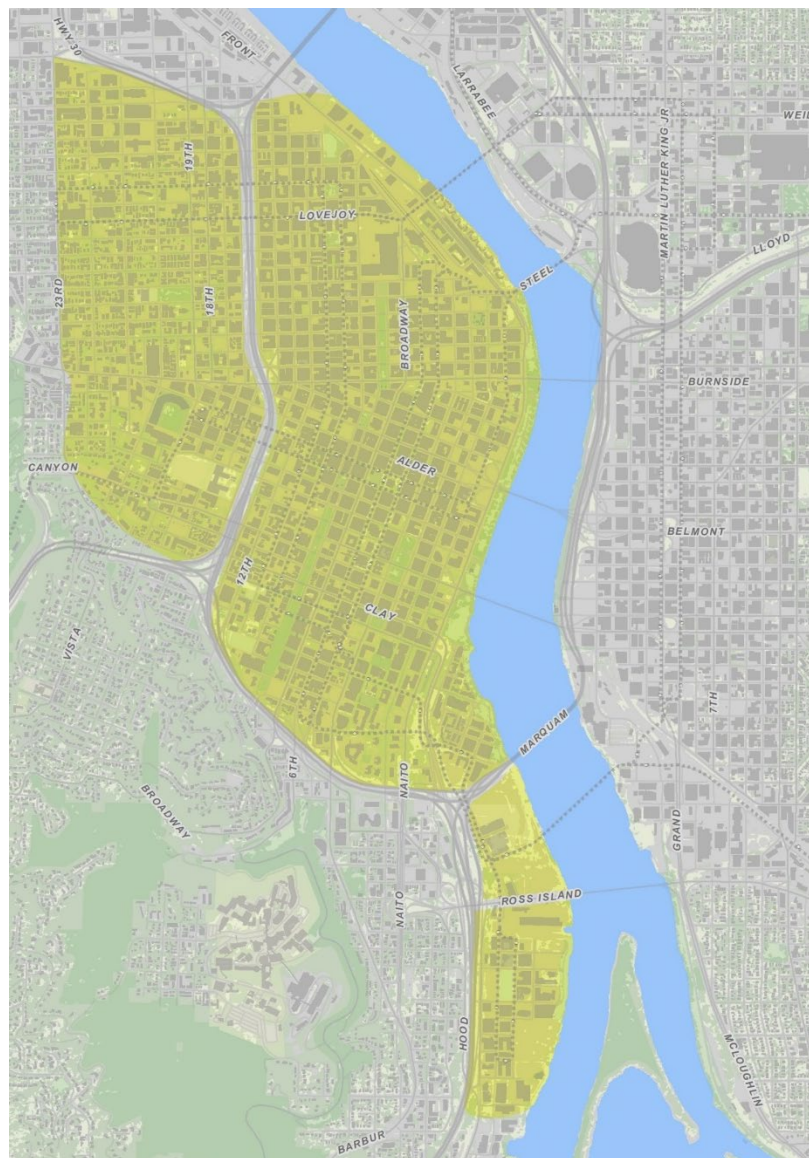 HWY 30
FRONT
LARRABEE
MARTIN LUTHER KING JR
WEID
19TH
LOVEJOY
LLOYD
STEEL
23RD
18TH
BROADWAY
BURNSIDE
ALDER
CANYON
BELMONT
12TH
CLAY
VISTA
7TH
MARQUAM
6TH
NAITO
BROADWAY
GRAND
ROSS ISLAND
NAITO
HOOD
MCLOUGHLIN
BARBUR